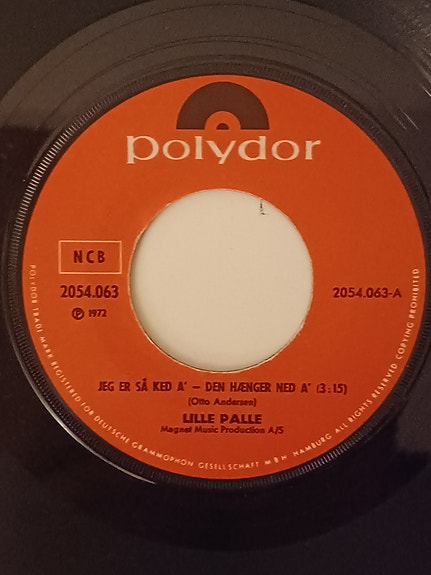 polydor
NCB
2054.063
℗ 1972
2054.063-A
JEG ER SÅ KED A' – DEN HÆNGER NED A' (3:15)
(Otto Andersen)
LILLE PALLE
Magnet Music Production A/S
POLYDOR TRADE MARK REGISTERED FOR DEUTSCHE GRAMMOPHON GESELLSCHAFT MBH HAMBURG ALL RIGHTS RESERVED COPYING PROHIBITED